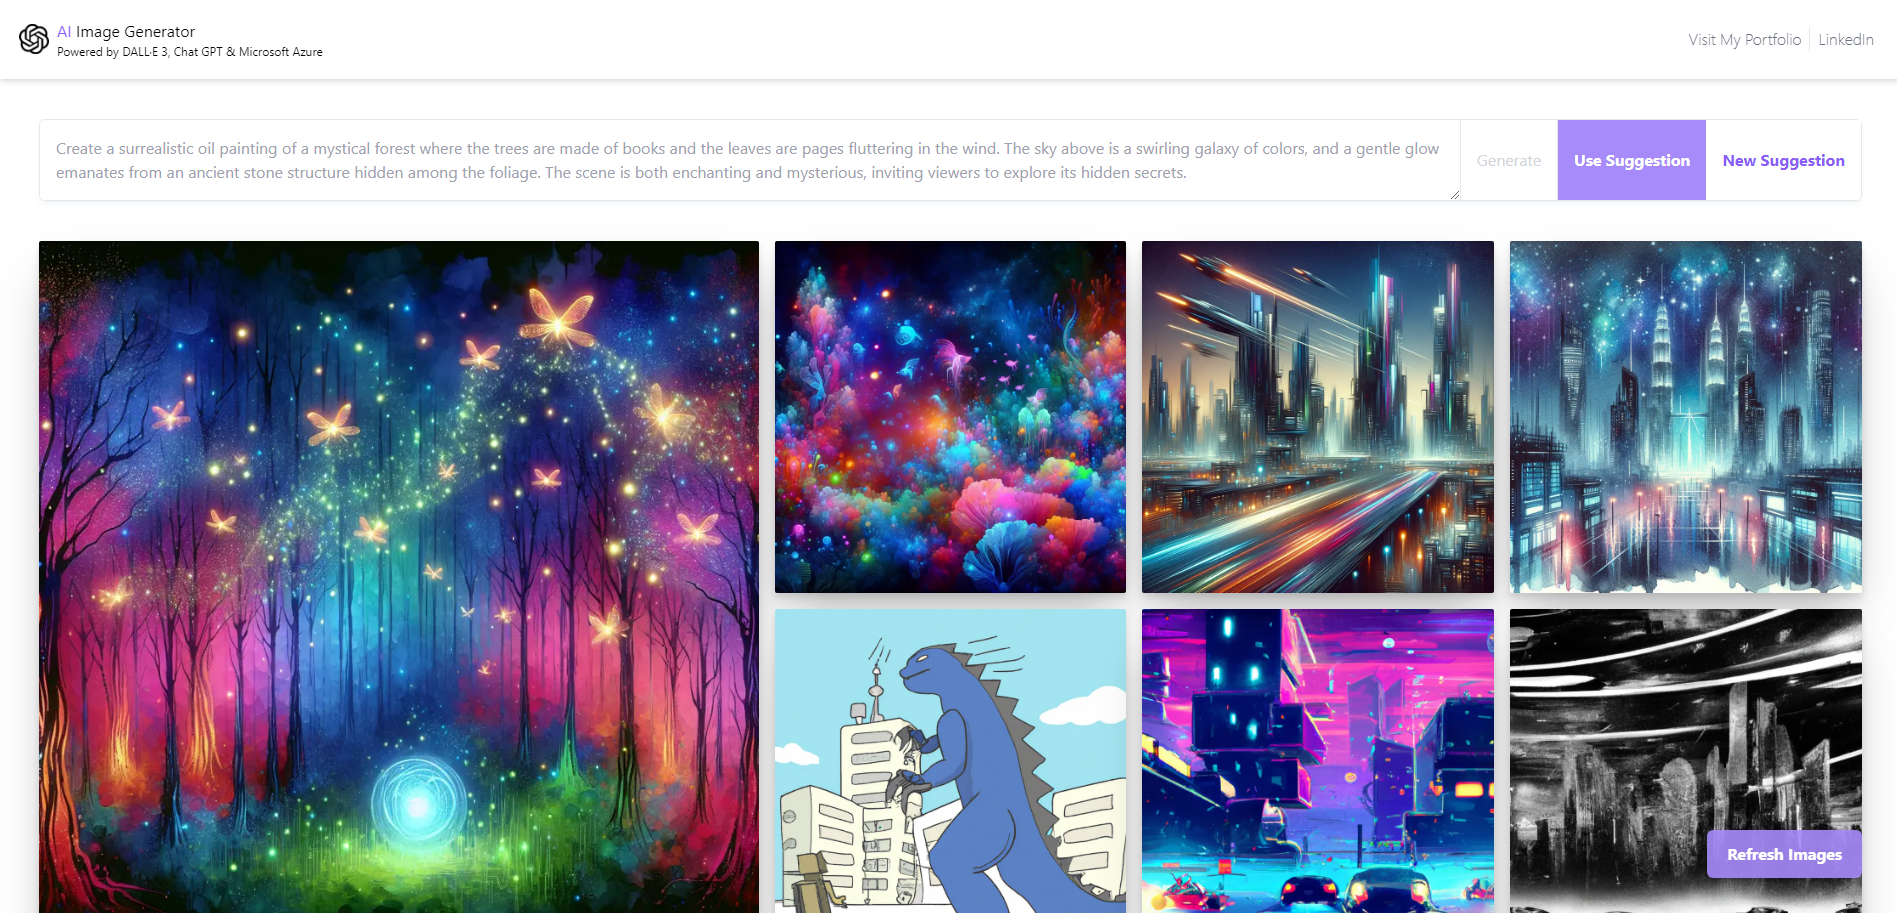 AI Image Generator
Powered by DALL·E 3, Chat GPT & Microsoft Azure
Visit My Portfolio
LinkedIn
Create a surrealistic oil painting of a mystical forest where the trees are made of books and the leaves are pages fluttering in the wind. The sky above is a swirling galaxy of colors, and a gentle glow
emanates from an ancient stone structure hidden among the foliage. The scene is both enchanting and mysterious, inviting viewers to explore its hidden secrets.
Generate
Use Suggestion
New Suggestion
Refresh Images